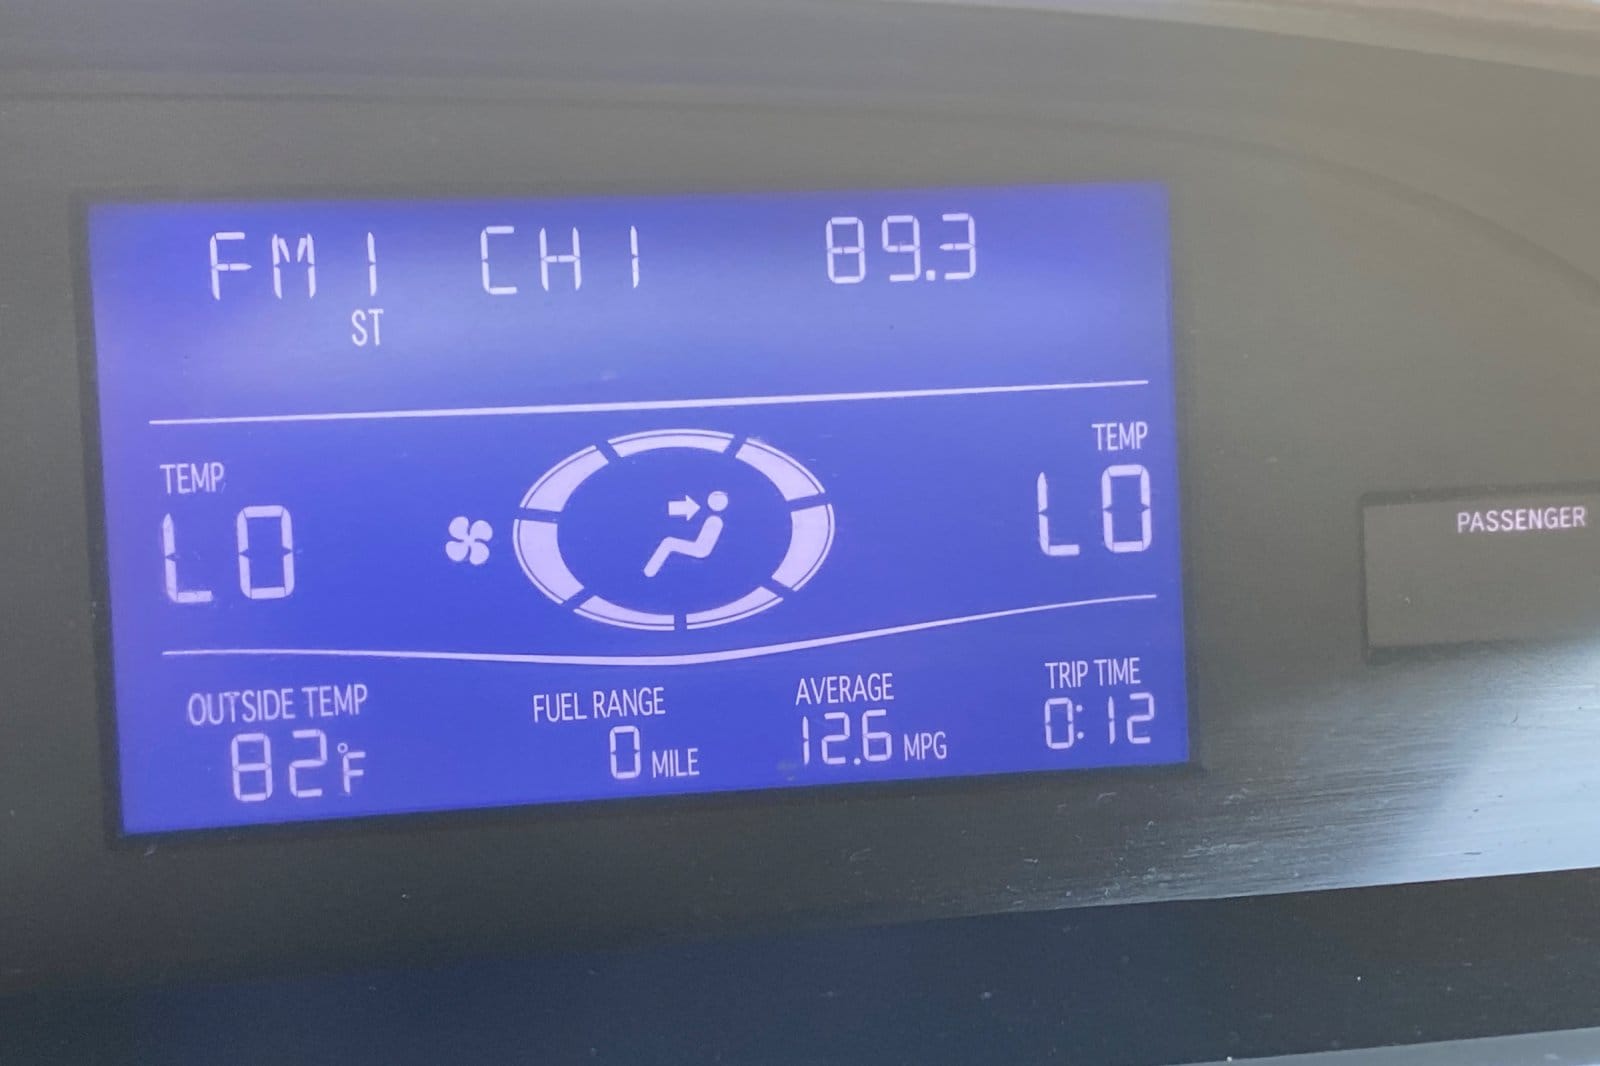 FM1 CH1 89.3
ST
TEMP TEMP
LO LO
PASSENGER
OUTSIDE TEMP FUEL RANGE AVERAGE TRIP TIME
82°F 0 MILE 12.6 MPG 0:12